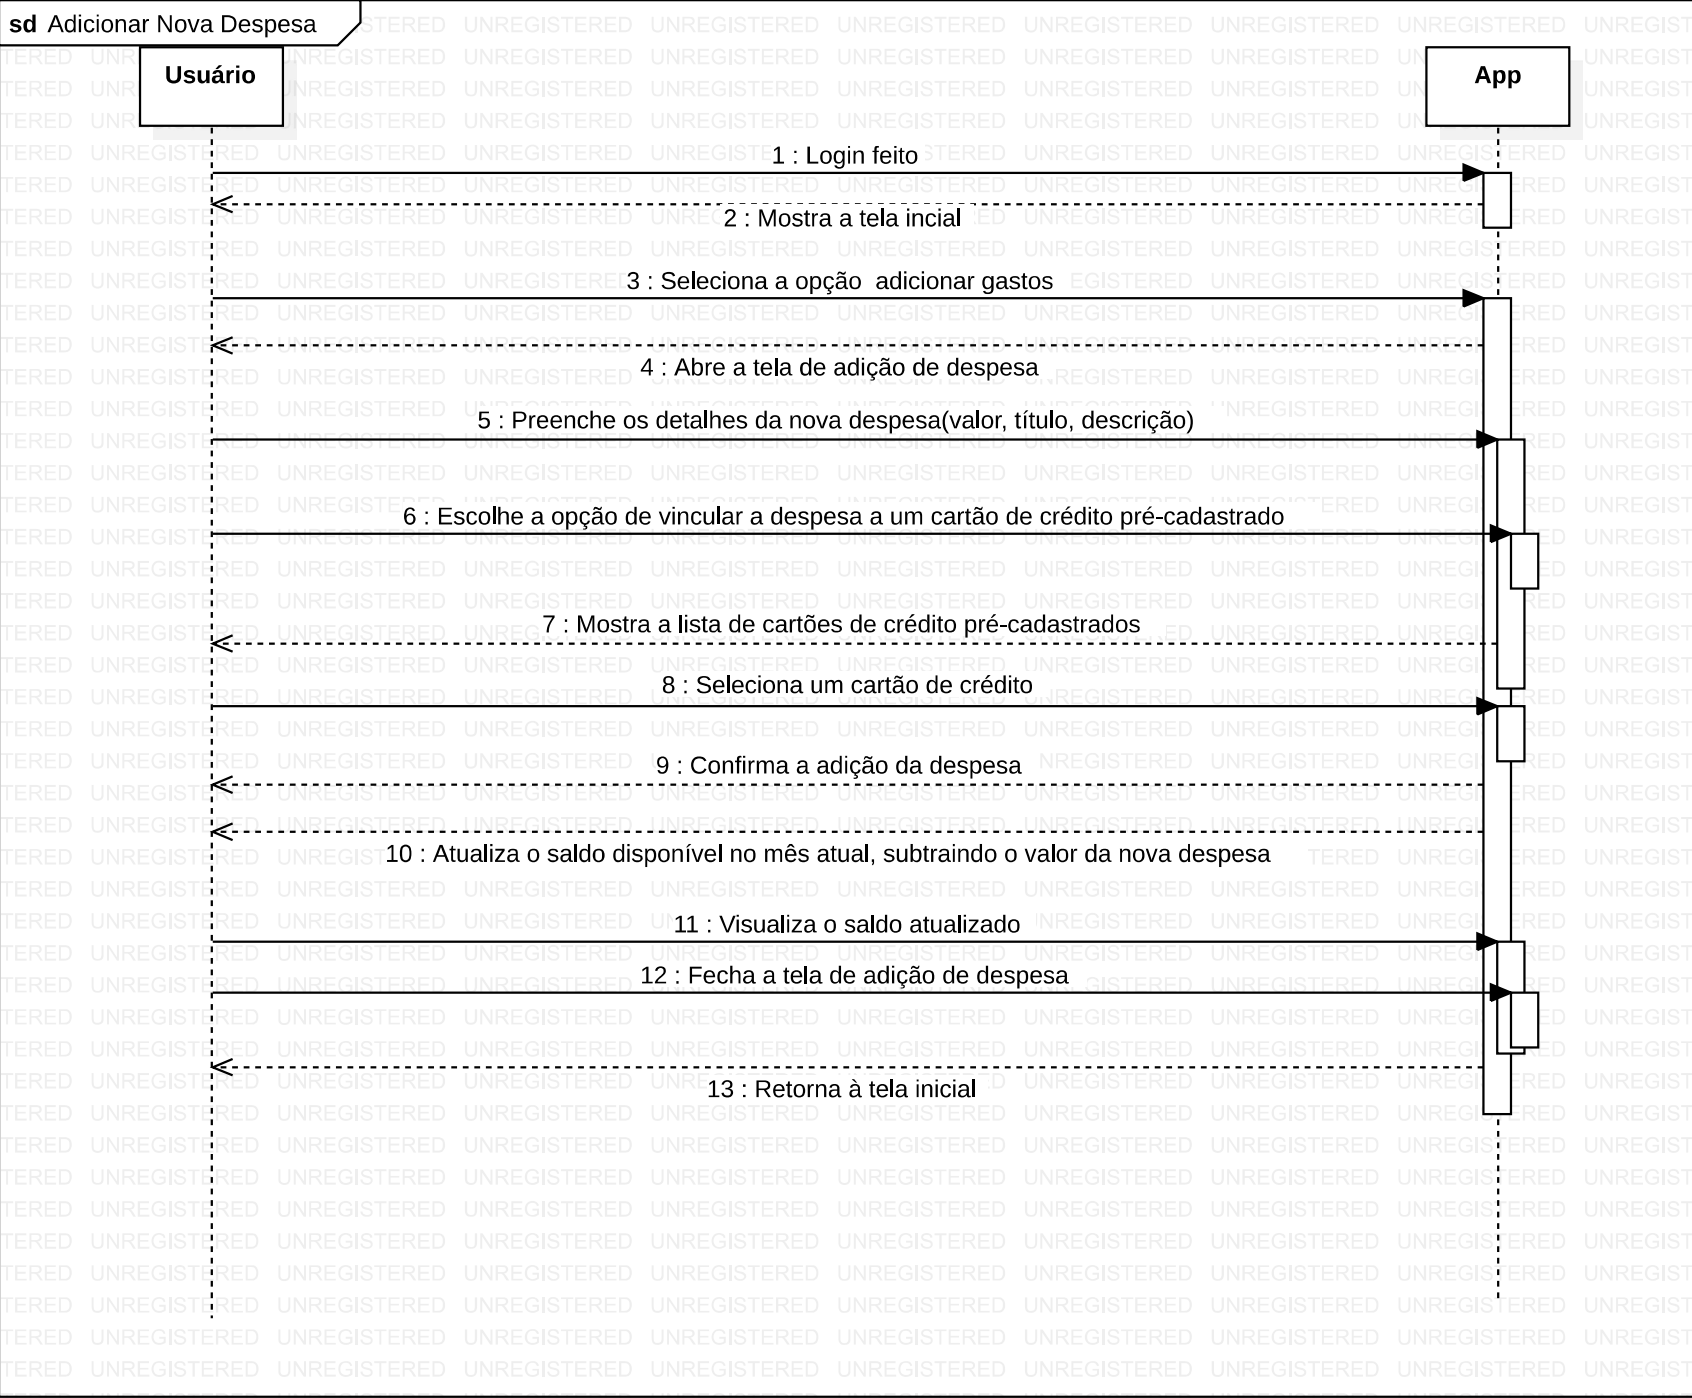 sd Adicionar Nova Despesa
Usuário
App
1 : Login feito
2 : Mostra a tela incial
3 : Seleciona a opção  adicionar gastos
4 : Abre a tela de adição de despesa
5 : Preenche os detalhes da nova despesa(valor, título, descrição)
6 : Escolhe a opção de vincular a despesa a um cartão de crédito pré-cadastrado
7 : Mostra a lista de cartões de crédito pré-cadastrados
8 : Seleciona um cartão de crédito
9 : Confirma a adição da despesa
10 : Atualiza o saldo disponível no mês atual, subtraindo o valor da nova despesa
11 : Visualiza o saldo atualizado
12 : Fecha a tela de adição de despesa
13 : Retorna à tela inicial
UNREGISTERED